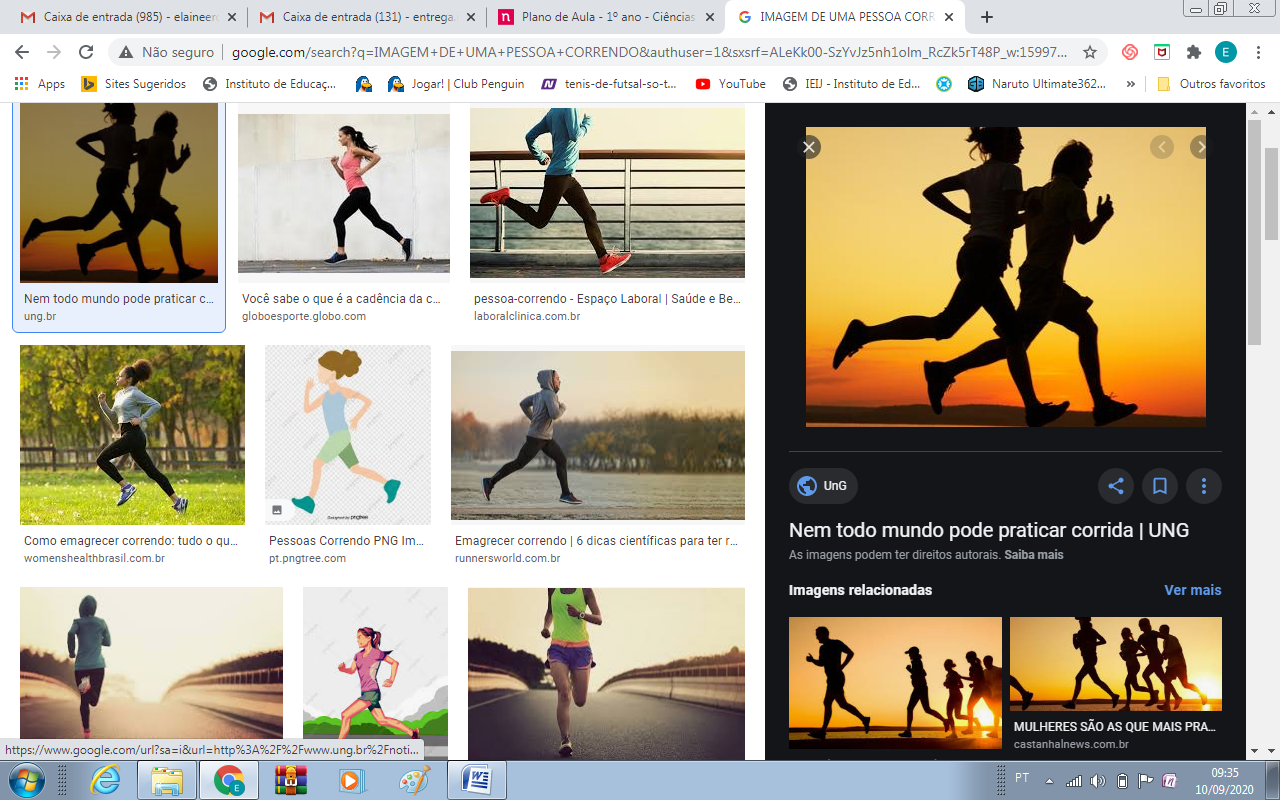 Caixa de entrada (985) - elaineer
Caixa de entrada (131) - entrega.
Plano de Aula - 1º ano - Ciências
IMAGEM DE UMA PESSOA CORR
Não seguro
google.com/search?q=IMAGEM+DE+UMA+PESSOA+CORRENDO&authuser=1&sxsrf=ALeKk00-SzYvJz5nh1oIm_RcZk5rT48P_w:15997...
E
Apps
Sites Sugeridos
Instituto de Educaç...
Jogar! | Club Penguin
tenis-de-futsal-so-t...
YouTube
IEIJ - Instituto de Ed...
Naruto Ultimate362...
»
Outros favoritos
Nem todo mundo pode praticar c...
ung.br
Você sabe o que é a cadência da c...
globoesporte.globo.com
pessoa-correndo - Espaço Laboral | Saúde e Be...
laboralclinica.com.br
Como emagrecer correndo: tudo o qu...
womenshealthbrasil.com.br
Pessoas Correndo PNG Im...
pt.pngtree.com
Emagrecer correndo | 6 dicas científicas para ter r...
runnersworld.com.br
UnG
Nem todo mundo pode praticar corrida | UNG
As imagens podem ter direitos autorais. Saiba mais
Imagens relacionadas
Ver mais
MULHERES SÃO AS QUE MAIS PRA...
castanhalnews.com.br
https://www.google.com/url?sa=i&url=http%3A%2F%2Fwww.ung.br%2Fnoti...
PT
09:35
10/09/2020